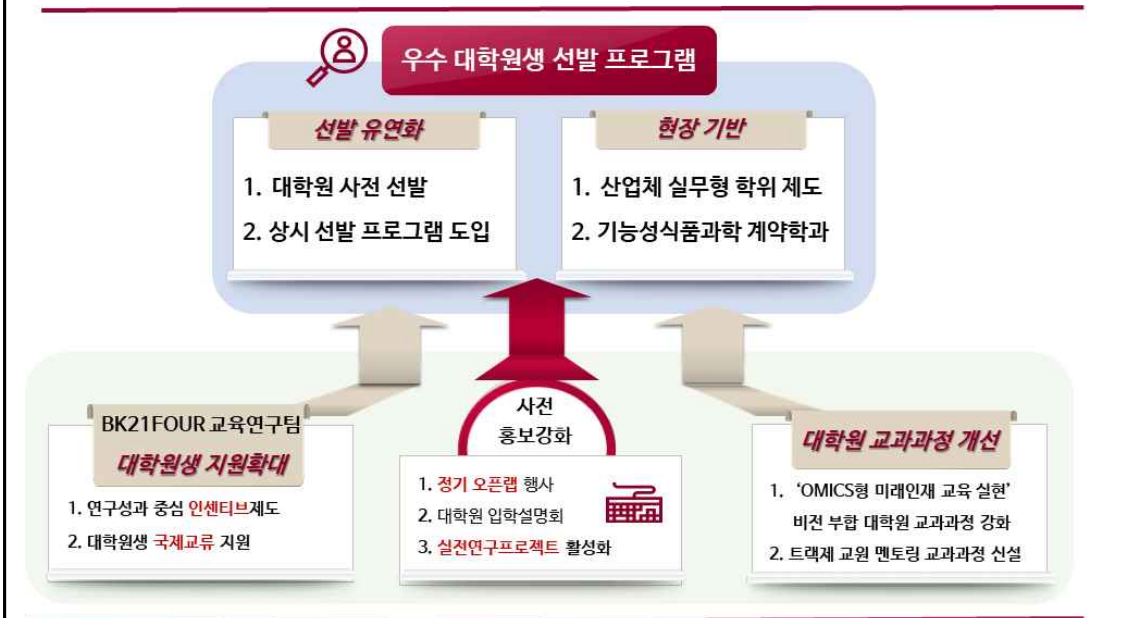 우수 대학원생 선발 프로그램
선발 유연화
1. 대학원 사전 선발
2. 상시 선발 프로그램 도입
현장 기반
1. 산업체 실무형 학위 제도
2. 기능성식품과학 계약학과
BK21FOUR 교육연구팀
대학원생 지원확대
1. 연구성과 중심 인센티브제도
2. 대학원생 국제교류 지원
사전
홍보강화
1. 정기 오픈랩 행사
2. 대학원 입학설명회
3. 실전연구프로젝트 활성화
대학원 교과과정 개선
1. ‘OMICS형 미래인재 교육 실현’
비전 부합 대학원 교과과정 강화
2. 트랙제 교원 멘토링 교과과정 신설